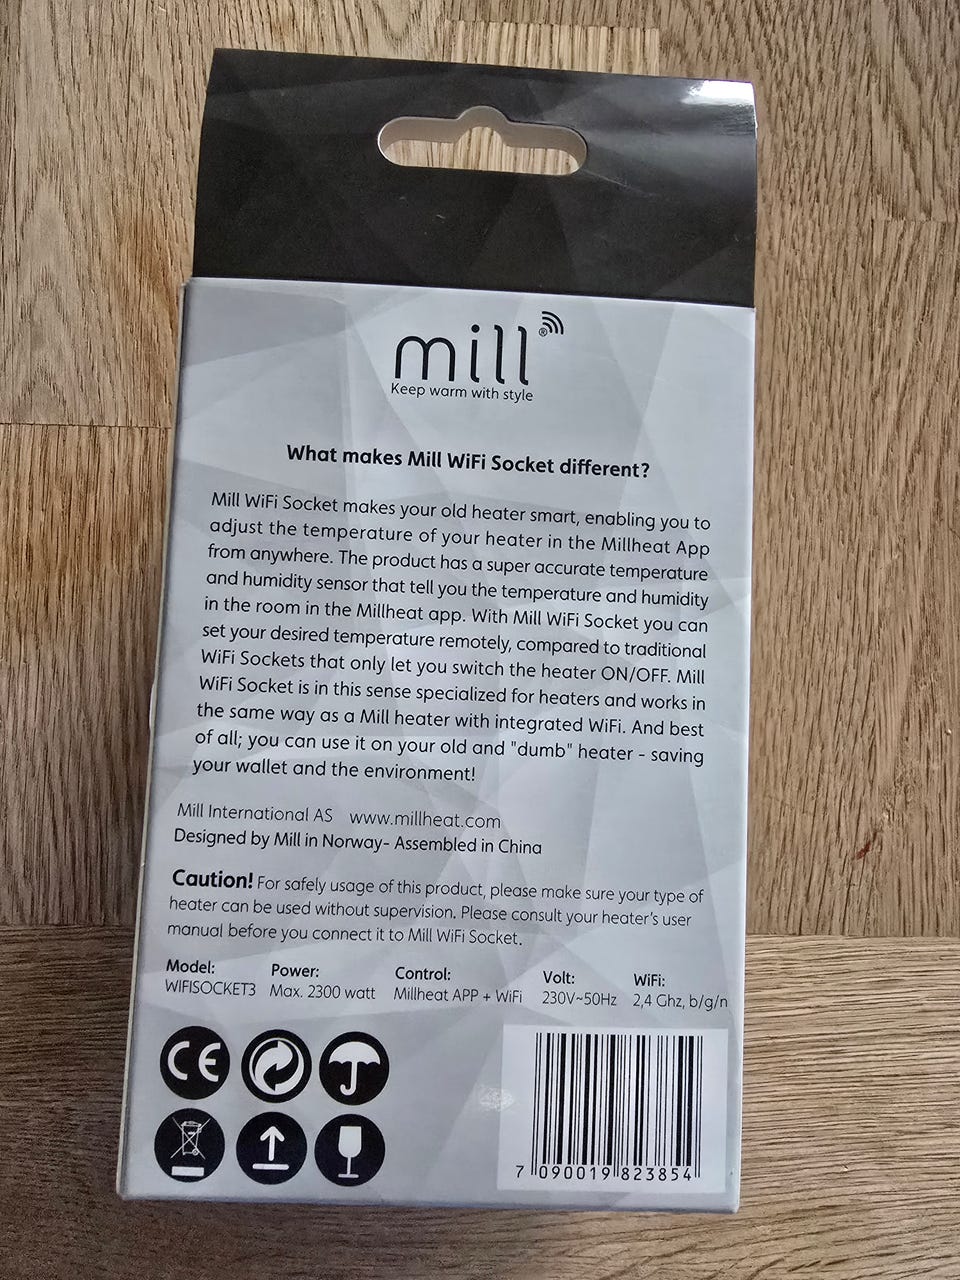 mill®
Keep warm with style
What makes Mill WiFi Socket different?
Mill WiFi Socket makes your old heater smart, enabling you to
adjust the temperature of your heater in the Millheat App
from anywhere. The product has a super accurate temperature
and humidity sensor that tell you the temperature and humidity
in the room in the Millheat app. With Mill WiFi Socket you can
set your desired temperature remotely, compared to traditional
WiFi Sockets that only let you switch the heater ON/OFF. Mill
WiFi Socket is in this sense specialized for heaters and works in
the same way as a Mill heater with integrated WiFi. And best
of all; you can use it on your old and "dumb" heater - saving
your wallet and the environment!
Mill International AS www.millheat.com
Designed by Mill in Norway- Assembled in China
Caution! For safely usage of this product, please make sure your type of
heater can be used without supervision. Please consult your heater's user
manual before you connect it to Mill WiFi Socket.
Model: Power: Control: Volt: WiFi:
WIFISOCKET3 Max. 2300 watt Millheat APP + WiFi 230V~50Hz 2,4 Ghz, b/g/n
CE
7 090019 823854